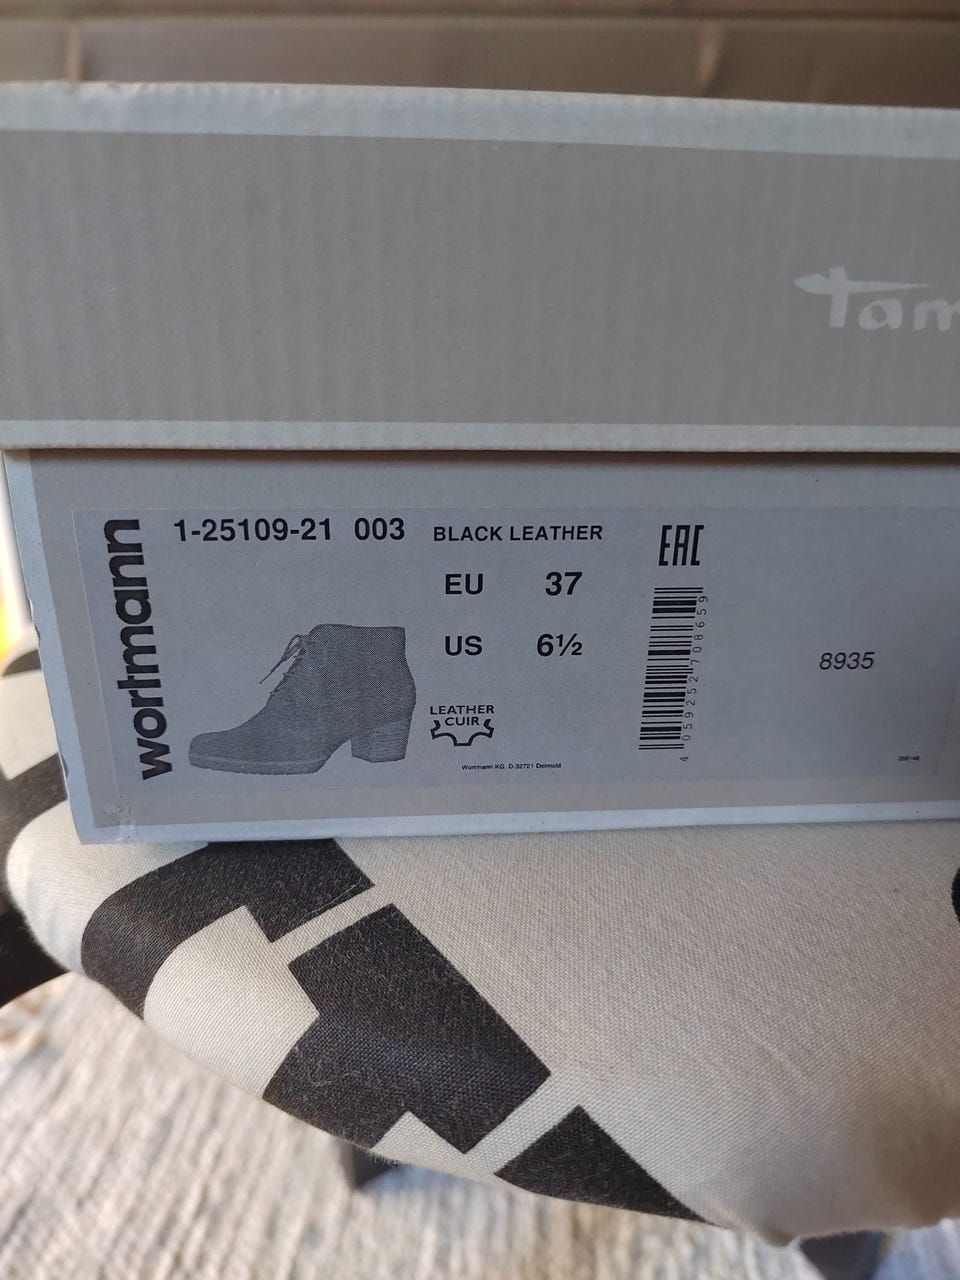 Tam
wortmann
1-25109-21 003 BLACK LEATHER
EU 37
US 6½
LEATHER
CUIR
Wortmann KG, D-32721 Detmold
EAC
4 059252 708659
8935